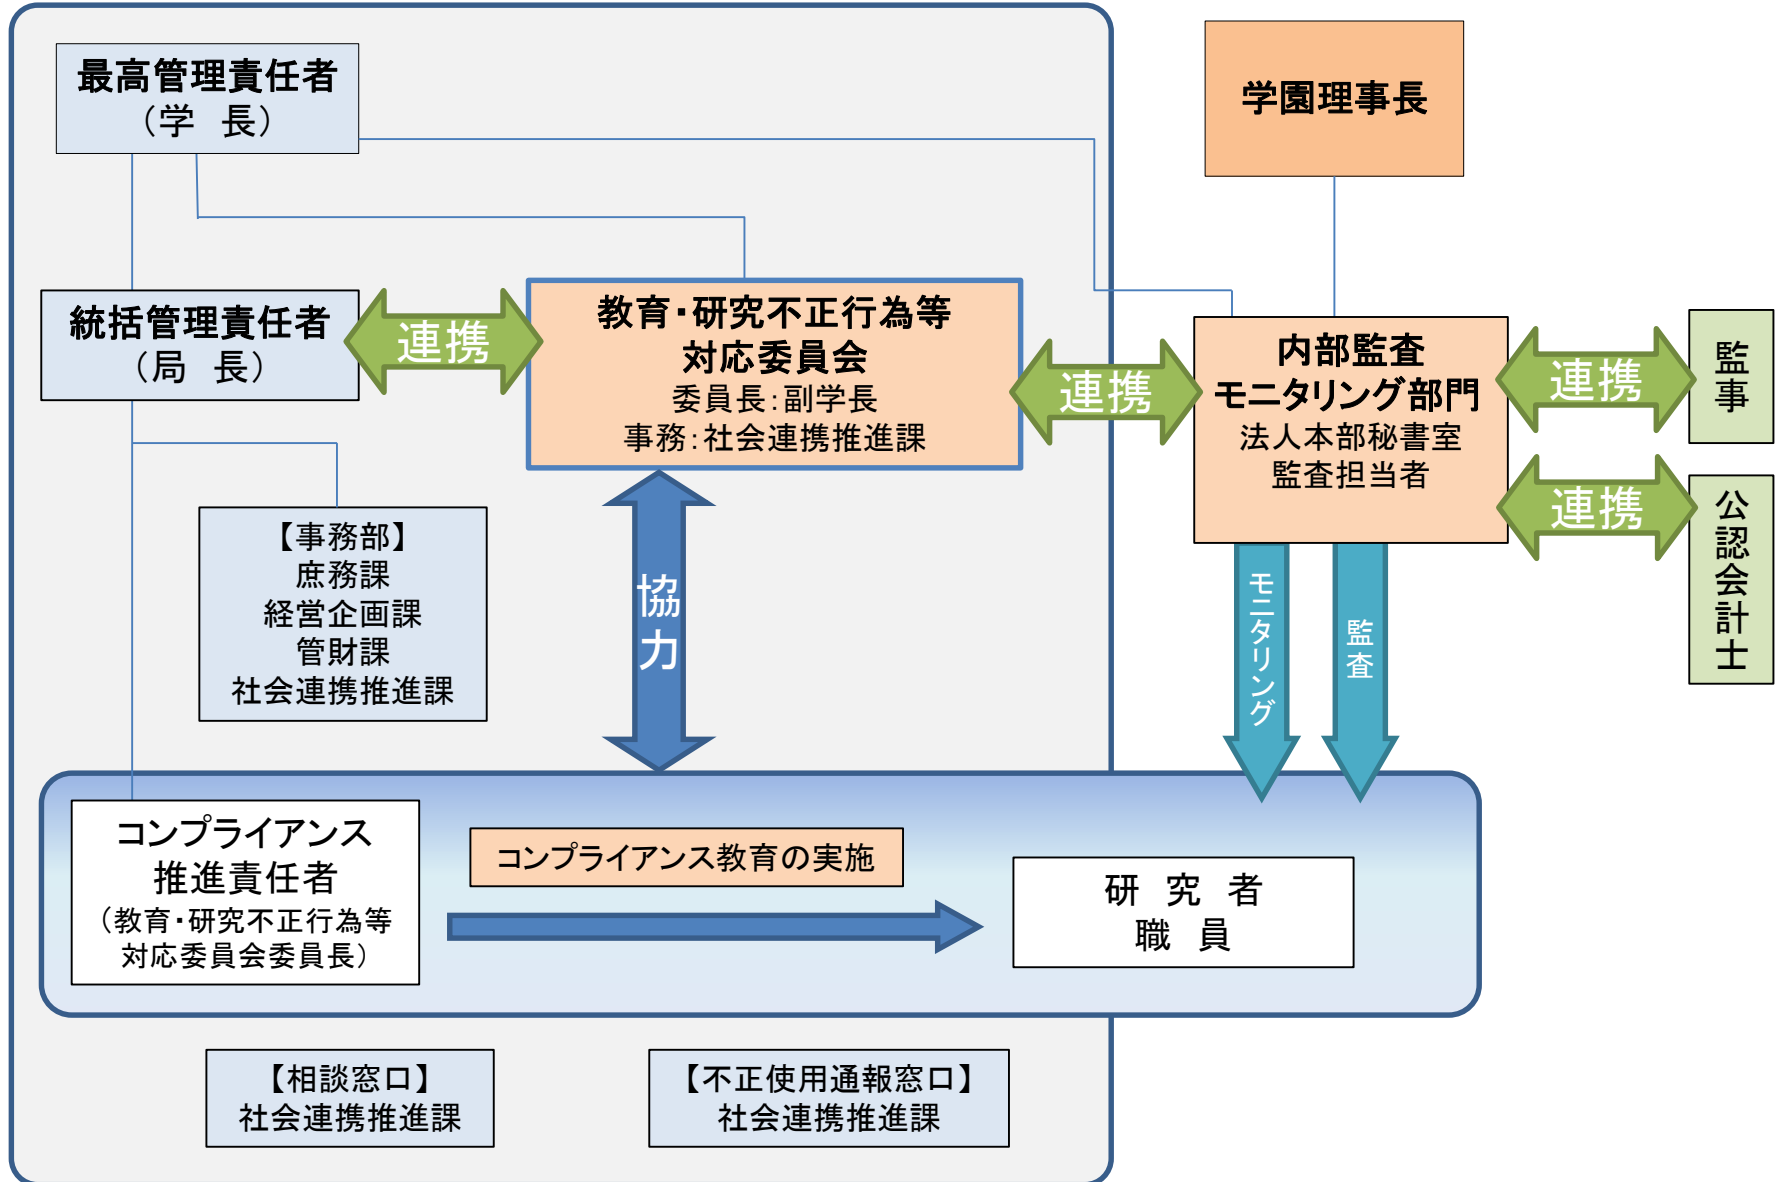 最高管理責任者
（学　長）
学園理事長
統括管理責任者
（局　長）
連携
教育・研究不正行為等
対応委員会
委員長：副学長
事務：社会連携推進課
連携
内部監査
モニタリング部門
法人本部秘書室
監査担当者
連携
監事
連携
公認会計士
【事務部】
庶務課
経営企画課
管財課
社会連携推進課
協力
モニタリング
監査
コンプライアンス
推進責任者
（教育・研究不正行為等
対応委員会委員長）
コンプライアンス教育の実施
研　究　者
職　員
【相談窓口】
社会連携推進課
【不正使用通報窓口】
社会連携推進課